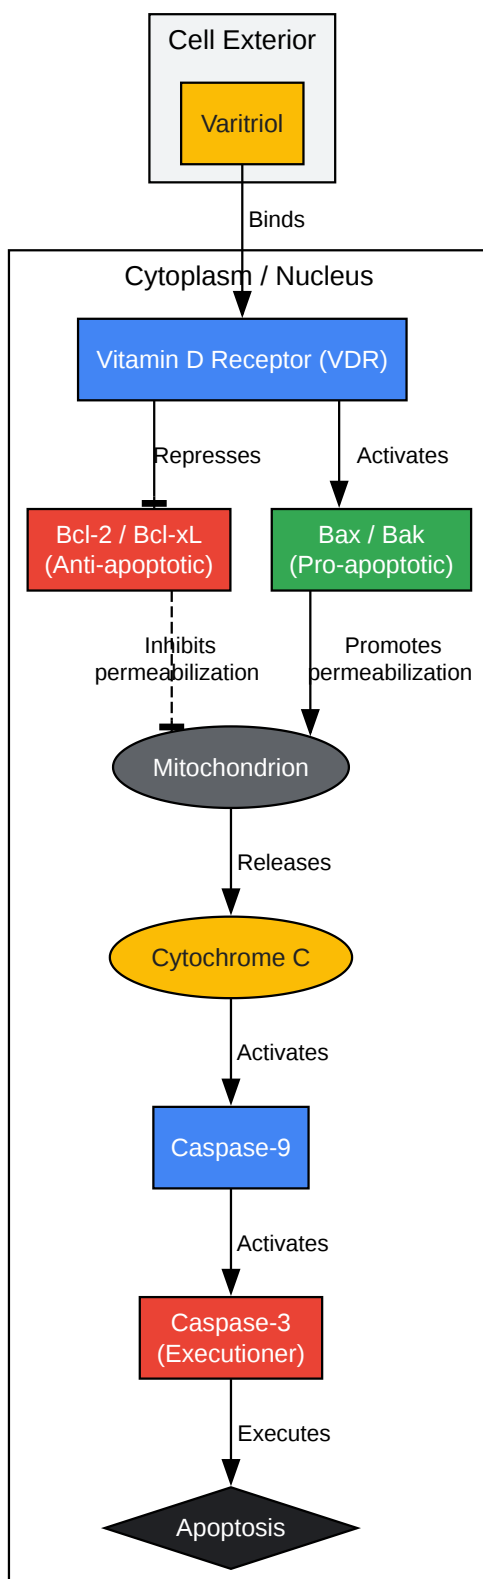 Cell Exterior
Varitriol
Binds
Cytoplasm / Nucleus
Vitamin D Receptor (VDR)
Represses
Activates
Bcl-2 / Bcl-xL
(Anti-apoptotic)
Bax / Bak
(Pro-apoptotic)
Inhibits
permeabilization
Promotes
permeabilization
Mitochondrion
Releases
Cytochrome C
Activates
Caspase-9
Activates
Caspase-3
(Executioner)
Executes
Apoptosis